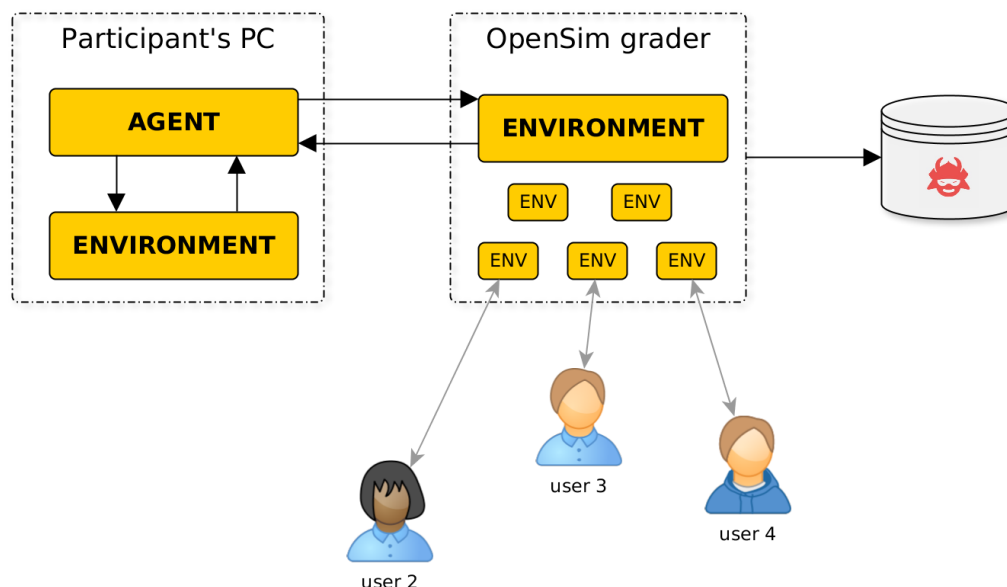 Participant's PC
OpenSim grader
AGENT
ENVIRONMENT
ENVIRONMENT
ENV
ENV
ENV
ENV
ENV
user 3
user 4
user 2